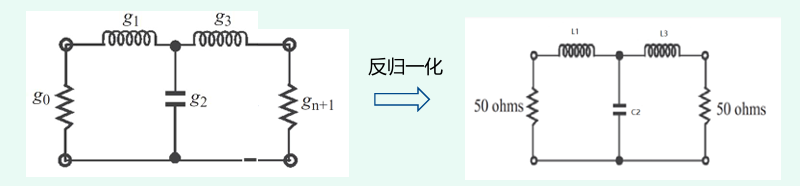 g1 g3
g0 g2 gn+1
反归一化
L1 L3
50 ohms C2 50 ohms